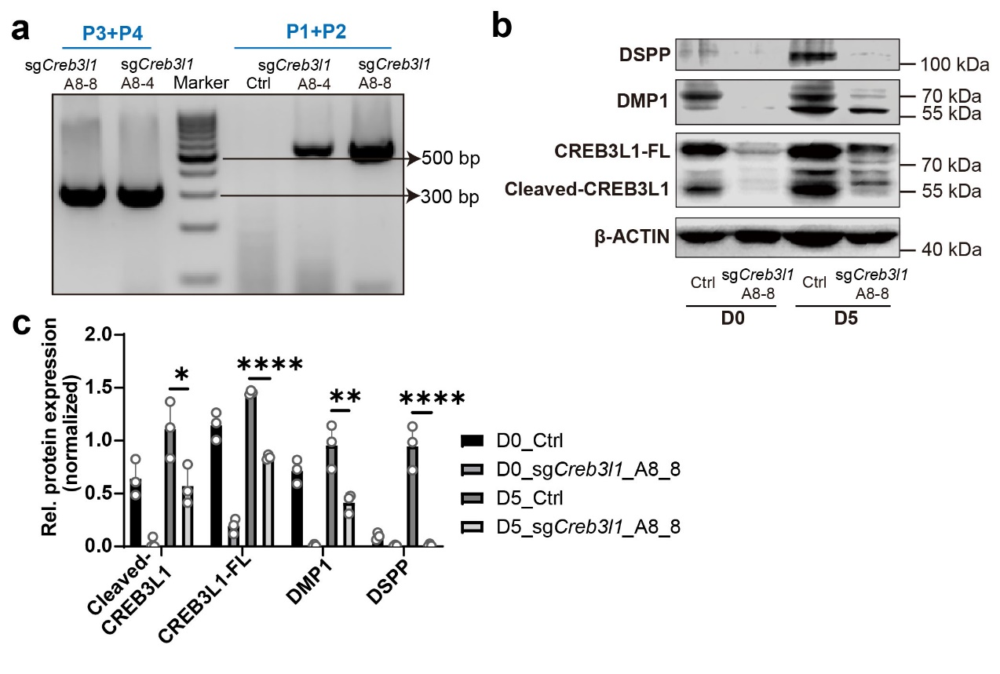 a
P3+P4
P1+P2
sgCreb3l1
A8-8
sgCreb3l1
A8-4
Marker
Ctrl
sgCreb3l1
A8-4
sgCreb3l1
A8-8
500 bp
300 bp
b
DSPP
100 kDa
DMP1
70 kDa
55 kDa
CREB3L1-FL
70 kDa
Cleaved-CREB3L1
55 kDa
β-ACTIN
40 kDa
Ctrl
sgCreb3l1
A8-8
Ctrl
sgCreb3l1
A8-8
D0
D5
c
Rel. protein expression
(normalized)
2.0
1.5
1.0
0.5
0.0
*
****
**
****
Cleaved-
CREB3L1
CREB3L1-FL
DMP1
DSPP
D0_Ctrl
D0_sgCreb3l1_A8_8
D5_Ctrl
D5_sgCreb3l1_A8_8